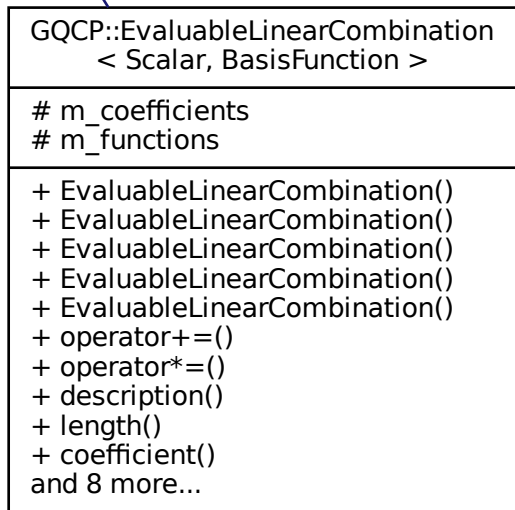 GQCP::EvaluableLinearCombination
< Scalar, BasisFunction >
# m_coefficients
# m_functions
+ EvaluableLinearCombination()
+ EvaluableLinearCombination()
+ EvaluableLinearCombination()
+ EvaluableLinearCombination()
+ EvaluableLinearCombination()
+ operator+=()
+ operator*=()
+ description()
+ length()
+ coefficient()
and 8 more...